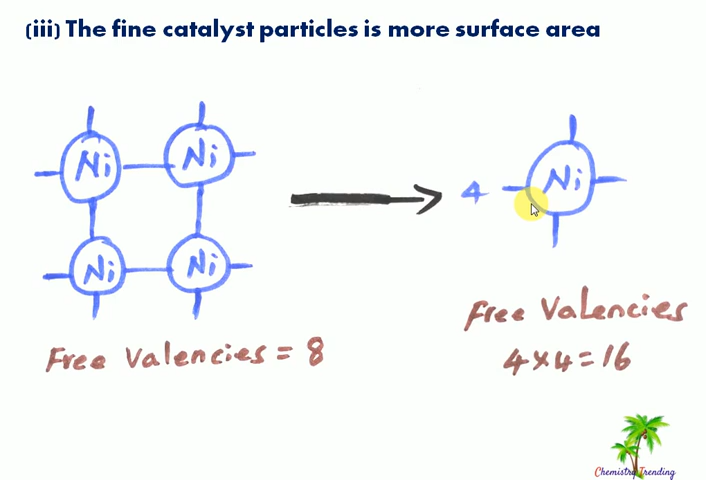 (iii) The fine catalyst particles is more surface area
Ni Ni
Ni Ni
4 Ni
Free Valencies = 8
Free Valencies
4×4=16
Chemistry Trending